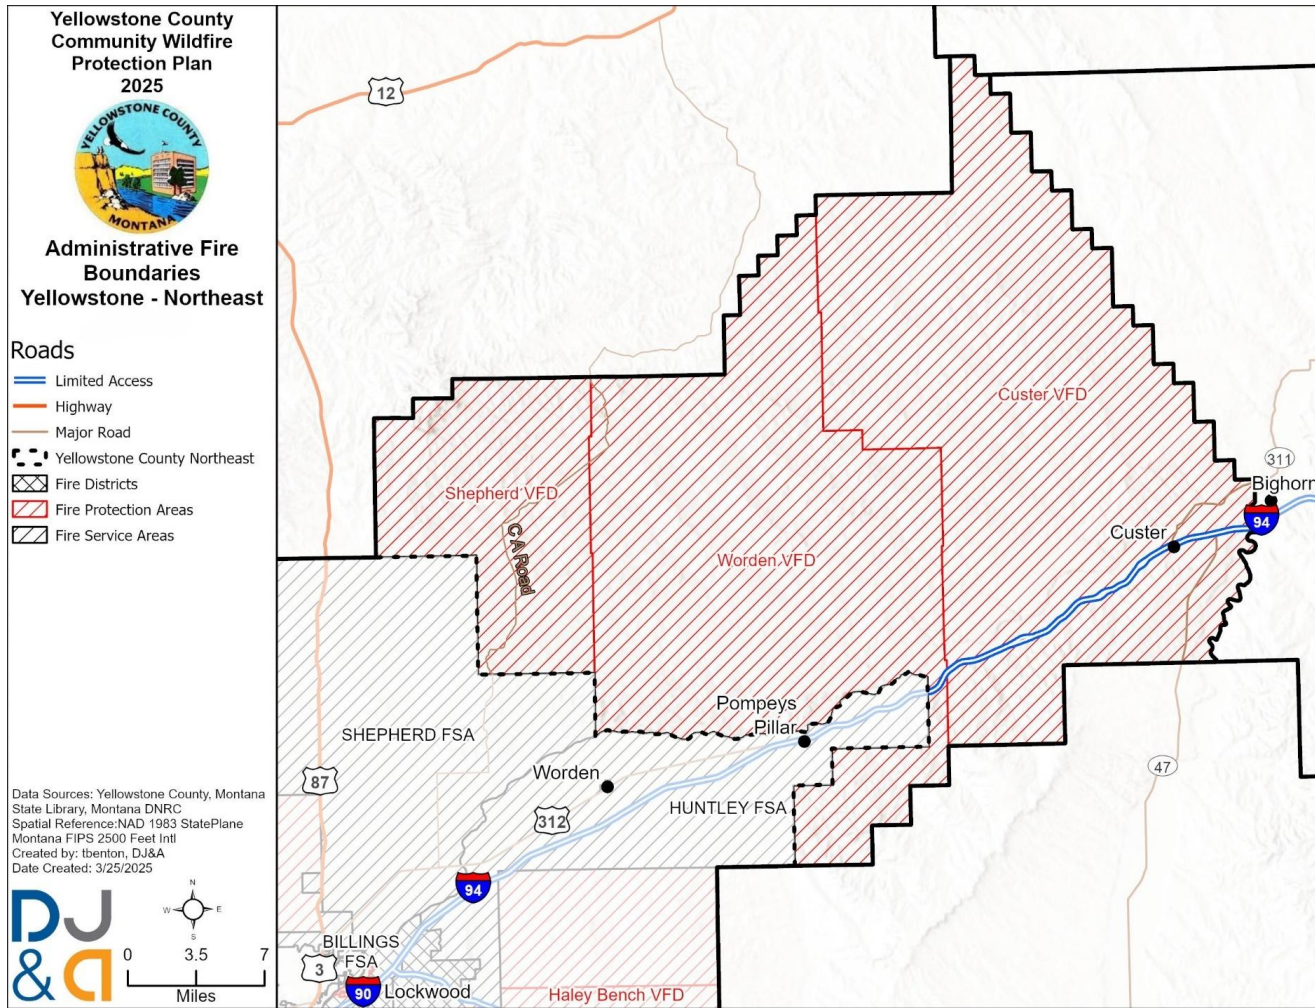 Yellowstone County
Community Wildfire
Protection Plan
2025
YELLOWSTONE COUNTY
MONTANA
Administrative Fire
Boundaries
Yellowstone - Northeast
Roads
Limited Access
Highway
Major Road
Yellowstone County Northeast
Fire Districts
Fire Protection Areas
Fire Service Areas
Data Sources: Yellowstone County, Montana
State Library, Montana DNRC
Spatial Reference:NAD 1983 StatePlane
Montana FIPS 2500 Feet Intl
Created by: tbenton, DJ&A
Date Created: 3/25/2025
DJ
&a
N
W
E
S
0 3.5 7
Miles
12
Custer VFD
311
Bighorn
94
Shepherd VFD
C A Road
Custer
Worden VFD
Pompeys
Pillar
SHEPHERD FSA
Worden
47
87
HUNTLEY FSA
312
94
BILLINGS
FSA
3
90
Lockwood
Haley Bench VFD